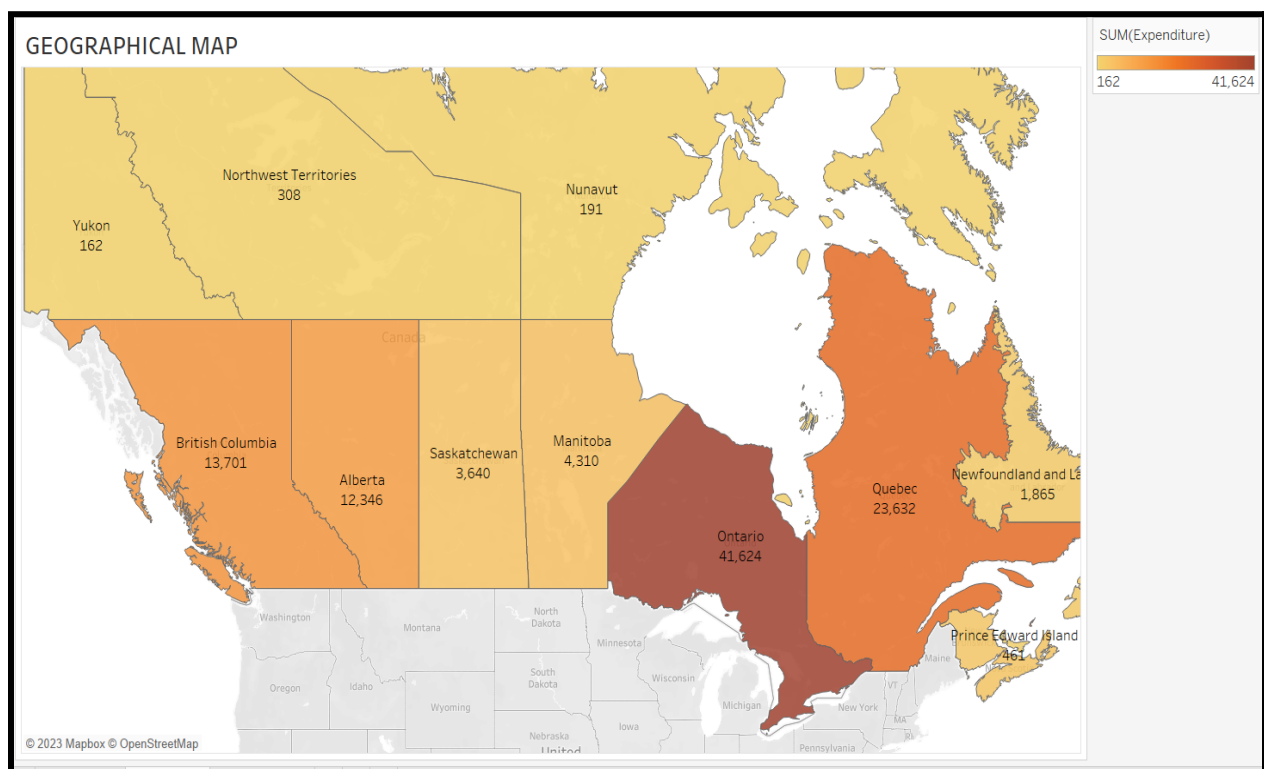 GEOGRAPHICAL MAP
SUM(Expenditure)
162 41,624
Northwest Territories
308
Nunavut
191
Yukon
162
Canada
British Columbia
13,701
Alberta
12,346
Saskatchewan
3,640
Manitoba
4,310
Ontario
41,624
Quebec
23,632
Newfoundland and La
1,865
Prince Edward Island
461
Washington
Montana
North
Dakota
Minnesota
Maine
Oregon
Idaho
South
Dakota
Wisconsin
Michigan
VT
New York
Wyoming
MA
Iowa
Nebraska
Pennsylvania
United
© 2023 Mapbox © OpenStreetMap